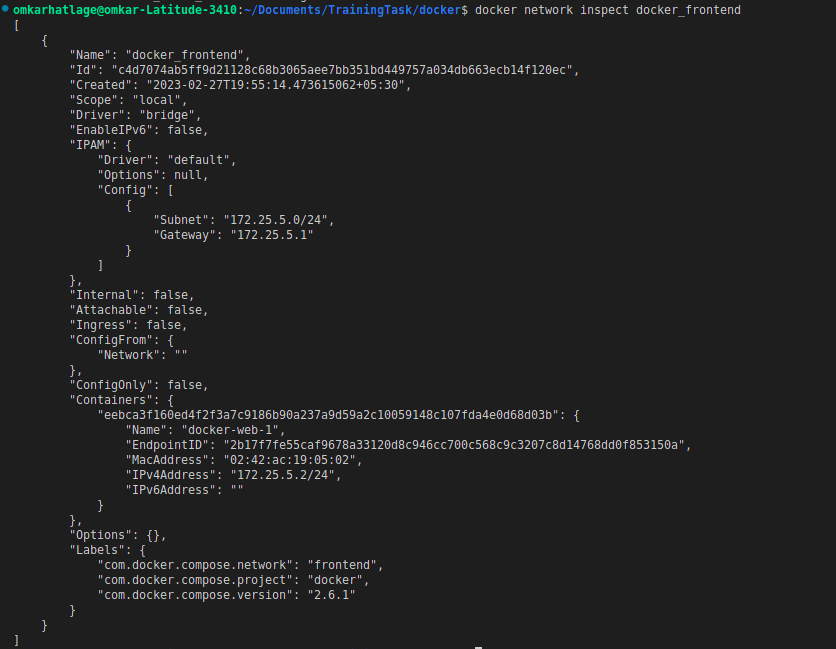 omkarhatlage@omkar-Latitude-3410:~/Documents/TrainingTask/docker$ docker network inspect docker_frontend
[
    {
        "Name": "docker_frontend",
        "Id": "c4d7074ab5ff9d21128c68b3065aee7bb351bd449757a034db663ecb14f120ec",
        "Created": "2023-02-27T19:55:14.473615062+05:30",
        "Scope": "local",
        "Driver": "bridge",
        "EnableIPv6": false,
        "IPAM": {
            "Driver": "default",
            "Options": null,
            "Config": [
                {
                    "Subnet": "172.25.5.0/24",
                    "Gateway": "172.25.5.1"
                }
            ]
        },
        "Internal": false,
        "Attachable": false,
        "Ingress": false,
        "ConfigFrom": {
            "Network": ""
        },
        "ConfigOnly": false,
        "Containers": {
            "eebca3f160ed4f2f3a7c9186b90a237a9d59a2c10059148c107fda4e0d68d03b": {
                "Name": "docker-web-1",
                "EndpointID": "2b17f7fe55caf9678a33120d8c946cc700c568c9c3207c8d14768dd0f853150a",
                "MacAddress": "02:42:ac:19:05:02",
                "IPv4Address": "172.25.5.2/24",
                "IPv6Address": ""
            }
        },
        "Options": {},
        "Labels": {
            "com.docker.compose.network": "frontend",
            "com.docker.compose.project": "docker",
            "com.docker.compose.version": "2.6.1"
        }
    }
]